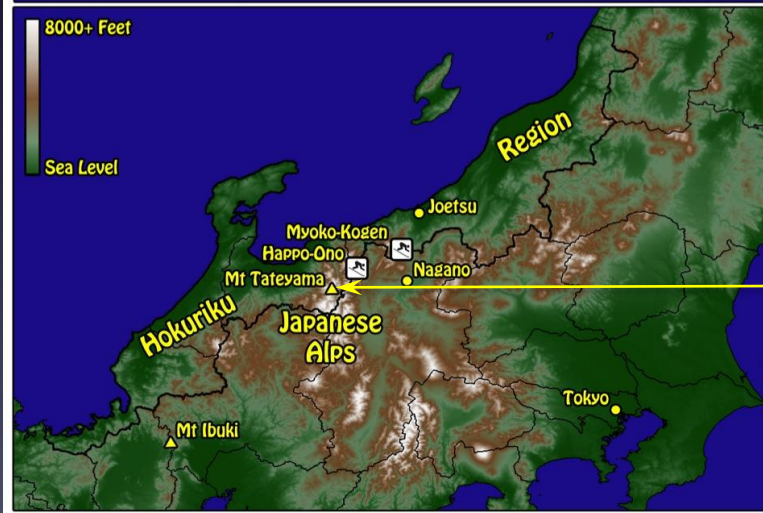 8000+ Feet
Sea Level
Region
Joetsu
Myoko-Kogen
Happo-Ono
Nagano
Mt Tateyama
Hokuriku
Japanese
Alps
Tokyo
Mt Ibuki